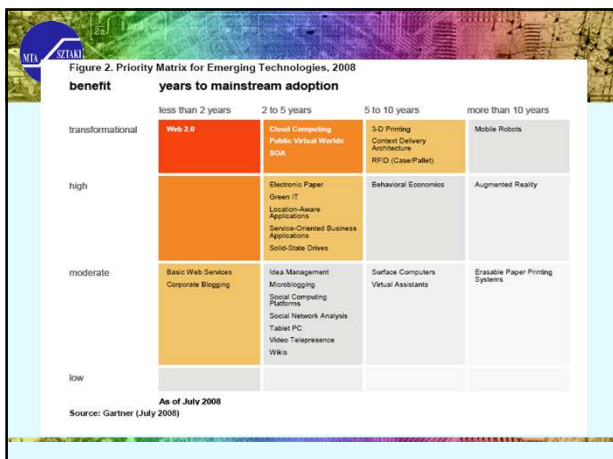 MTA SZTAKI
Figure 2. Priority Matrix for Emerging Technologies, 2008
benefit years to mainstream adoption
less than 2 years 2 to 5 years 5 to 10 years more than 10 years
transformational
Web 2.0
Cloud Computing
Public Virtual Worlds
SOA
3-D Printing
Context Delivery
Architecture
RFID (Case/Pallet)
Mobile Robots
high
Electronic Paper
Green IT
Location-Aware
Applications
Service-Oriented Business
Applications
Solid-State Drives
Behavioral Economics
Augmented Reality
moderate
Basic Web Services
Corporate Blogging
Idea Management
Microblogging
Social Computing
Platforms
Social Network Analysis
Tablet PC
Video Telepresence
Wikis
Surface Computers
Virtual Assistants
Erasable Paper Printing
Systems
low
As of July 2008
Source: Gartner (July 2008)